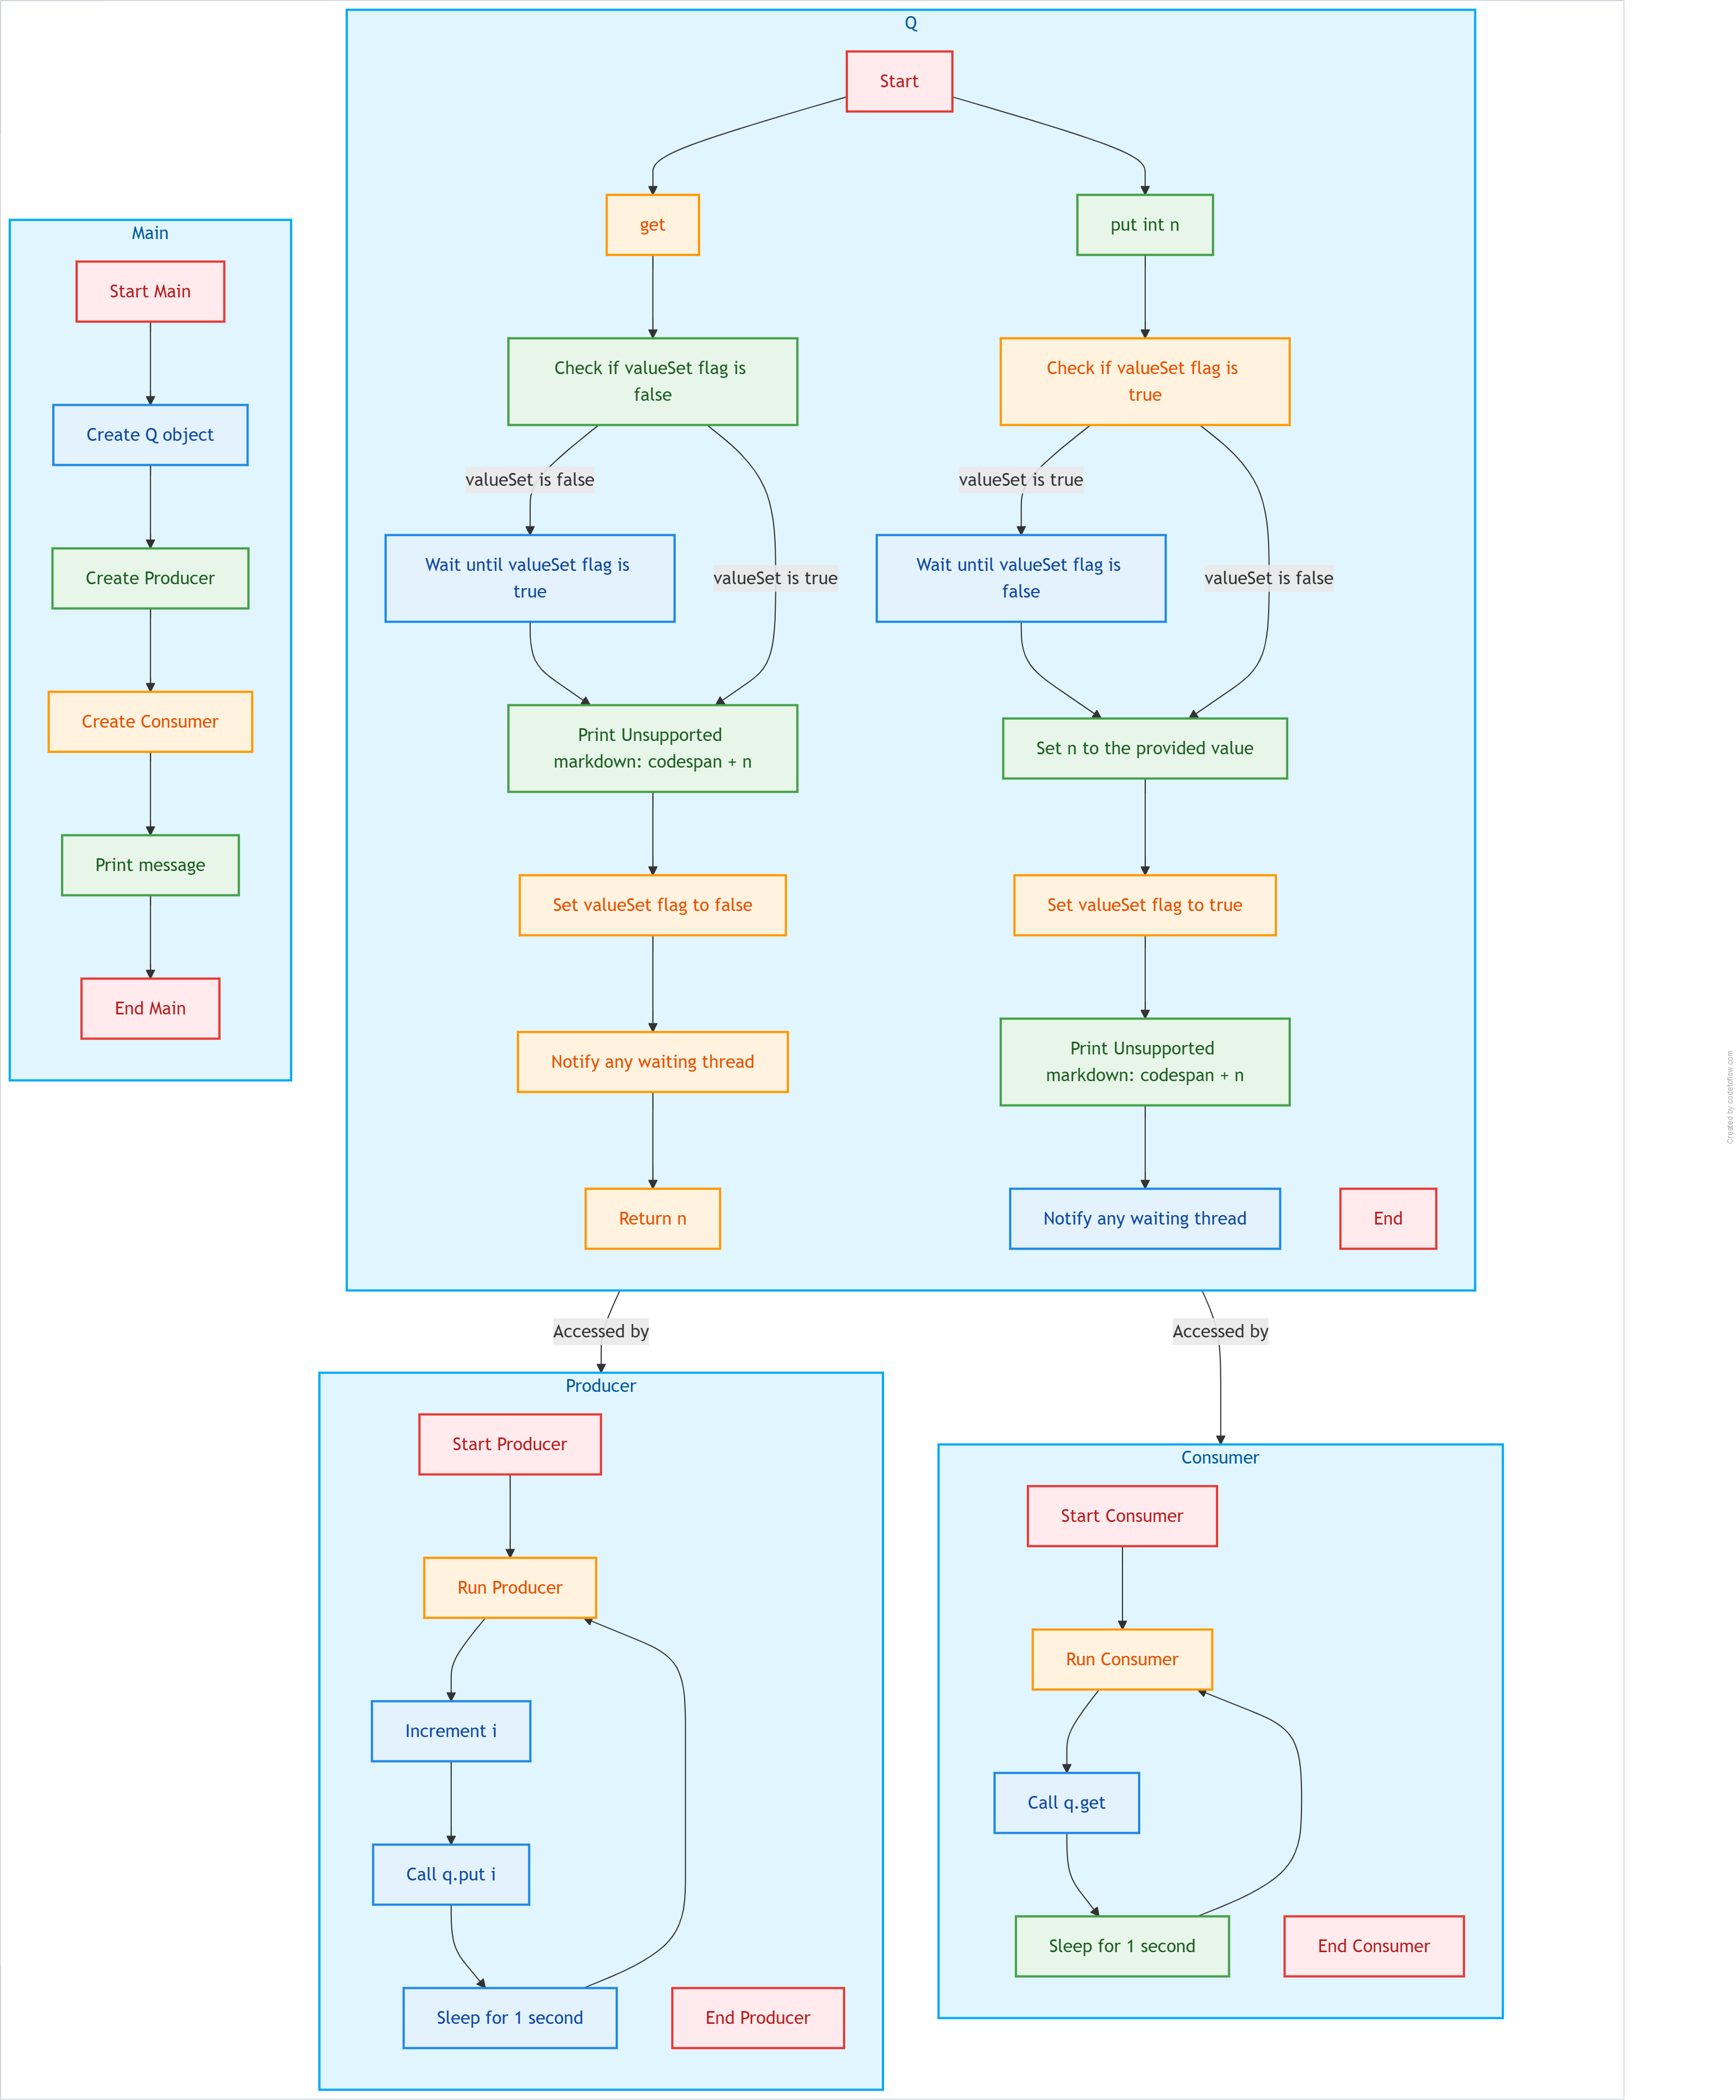 Main
Start Main
Create Q object
Create Producer
Create Consumer
Print message
End Main
Q
Start
get
put int n
Check if valueSet flag is
false
Check if valueSet flag is
true
valueSet is false
valueSet is true
valueSet is true
valueSet is false
Wait until valueSet flag is
true
Wait until valueSet flag is
false
Print Unsupported
markdown: codespan + n
Set n to the provided value
Set valueSet flag to false
Set valueSet flag to true
Notify any waiting thread
Print Unsupported
markdown: codespan + n
Return n
Notify any waiting thread
End
Accessed by
Accessed by
Producer
Start Producer
Run Producer
Increment i
Call q.put i
Sleep for 1 second
End Producer
Consumer
Start Consumer
Run Consumer
Call q.get
Sleep for 1 second
End Consumer
Created by codetoflow.com